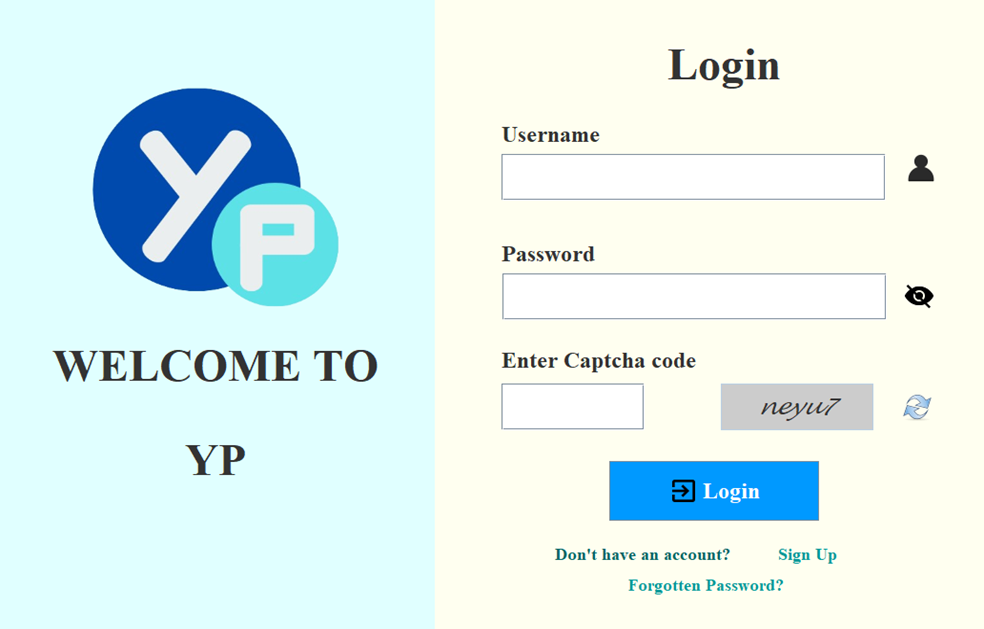 YP
WELCOME TO
YP
Login
Username
Password
Enter Captcha code
neyu7
Login
Don't have an account? Sign Up
Forgotten Password?